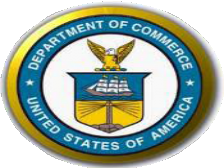 DEPARTMENT OF COMMERCE
UNITED STATES OF AMERICA